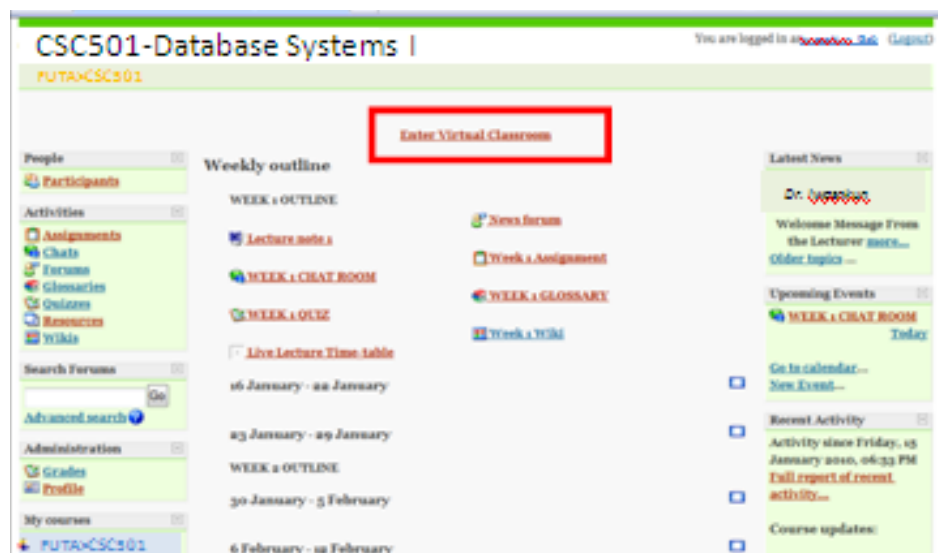 CSC501-Database Systems I
You are logged in as (Logout)
FUTA>CSC501
Enter Virtual Classroom
People
Participants
Activities
Assignments
Chats
Forums
Glossaries
Quizzes
Resources
Wikis
Search Forums
Go
Advanced search
Administration
Grades
Profile
My courses
FUTA>CSC501
Weekly outline
WEEK 1 OUTLINE
News forum
Lecture note 1
Week 1 Assignment
WEEK 1 CHAT ROOM
WEEK 1 GLOSSARY
WEEK 1 QUIZ
Week 1 Wiki
Live Lecture Time-table
16 January - 22 January
23 January - 29 January
WEEK 2 OUTLINE
30 January - 5 February
6 February - 12 February
Latest News
Dr.
Welcome Message From
the Lecturer more...
Older topics ...
Upcoming Events
WEEK 1 CHAT ROOM
Today
Go to calendar...
New Event...
Recent Activity
Activity since Friday, 15
January 2010, 06:33 PM
Full report of recent
activity...
Course updates: